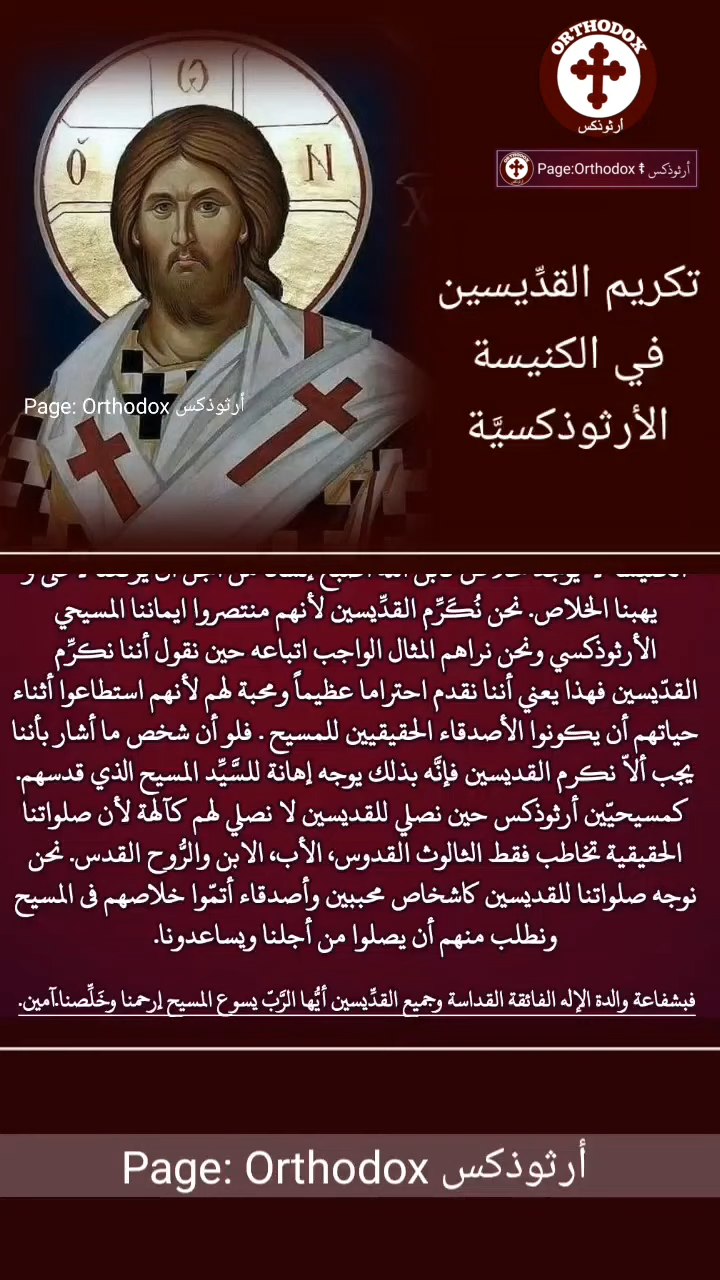 ORTHODOX
أرثوذكس
Page:Orthodox ☦ أرثوذكس
Ὁ Ω Ν
تكريم القدِّيسين
في الكنيسة
الأرثوذكسيَّة
Page: Orthodox أرثوذكس
يهبنا الخلاص. نحن نُكَرِّم القدِّيسين لأنهم منتصروا ايماننا المسيحي
الأرثوذكسي ونحن نراهم المثال الواجب اتباعه حين نقول أننا نكرِّم
القدّيسين فهذا يعني أننا نقدم احتراما عظيماً ومحبة لهم لأنهم استطاعوا أثناء
حياتهم أن يكونوا الأصدقاء الحقيقيين للمسيح . فلو أن شخص ما أشار بأننا
يجب ألاّ نكرم القديسين فإنَّه بذلك يوجه إهانة للسَّيِّد المسيح الذي قدسهم.
كمسيحيّين أرثوذكس حين نصلي للقديسين لا نصلي لهم كآلهة لأن صلواتنا
الحقيقية تخاطب فقط الثالوث القدوس، الأب، الابن والرُّوح القدس. نحن
نوجه صلواتنا للقديسين كاشخاص محببين وأصدقاء أتمّوا خلاصهم فى المسيح
ونطلب منهم أن يصلوا من أجلنا ويساعدونا.
فبشفاعة والدة الإله الفائقة القداسة وجميع القدِّيسين أيُّها الرَّبّ يسوع المسيح إرحمنا وخَلِّصنا.آمين.
Page: Orthodox أرثوذكس